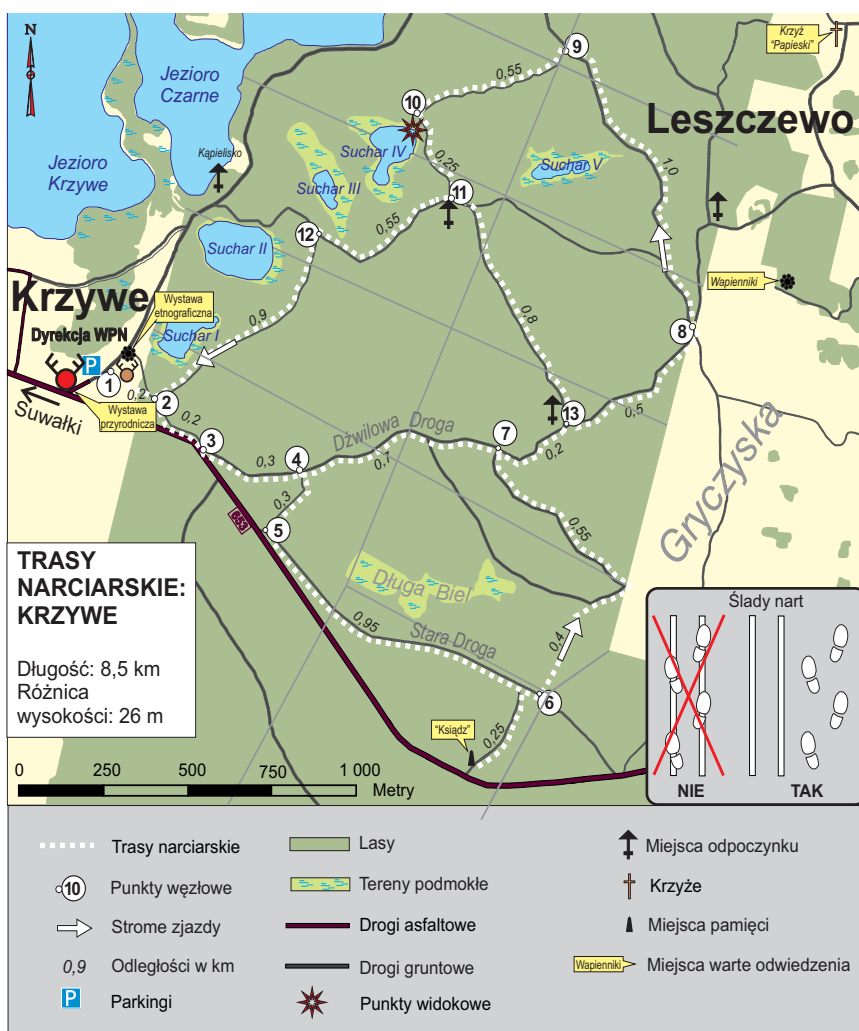 N
Jezioro
Czarne
Jezioro
Krzywe
Kąpielisko
Krzyż
“Papieski”
Leszczewo
9
0,55
10
Suchar IV
Suchar III
0,25
Suchar V
1,0
11
0,55
12
Suchar II
Wapienniki
Krzywe
Wystawa
etnograficzna
Dyrekcja WPN
P
Suchar I
0,9
0,8
8
1
0,2
2
Suwałki
Wystawa
przyrodnicza
0,2
3
Dźwilowa Droga
13
0,5
7
0,2
0,3
4
0,7
0,3
653
5
0,55
Gryczyska
Długa Biel
0,95
Stara Droga
0,4
6
“Ksiądz”
0,25
TRASY
NARCIARSKIE:
KRZYWE
Długość: 8,5 km
Różnica
wysokości: 26 m
Ślady nart
NIE
TAK
0 250 500 750 1 000
Metry
Trasy narciarskie
Lasy
Miejsca odpoczynku
10
Punkty węzłowe
Tereny podmokłe
Krzyże
Strome zjazdy
Drogi asfaltowe
Miejsca pamięci
0,9
Odległości w km
Drogi gruntowe
Wapienniki
Miejsca warte odwiedzenia
P
Parkingi
Punkty widokowe